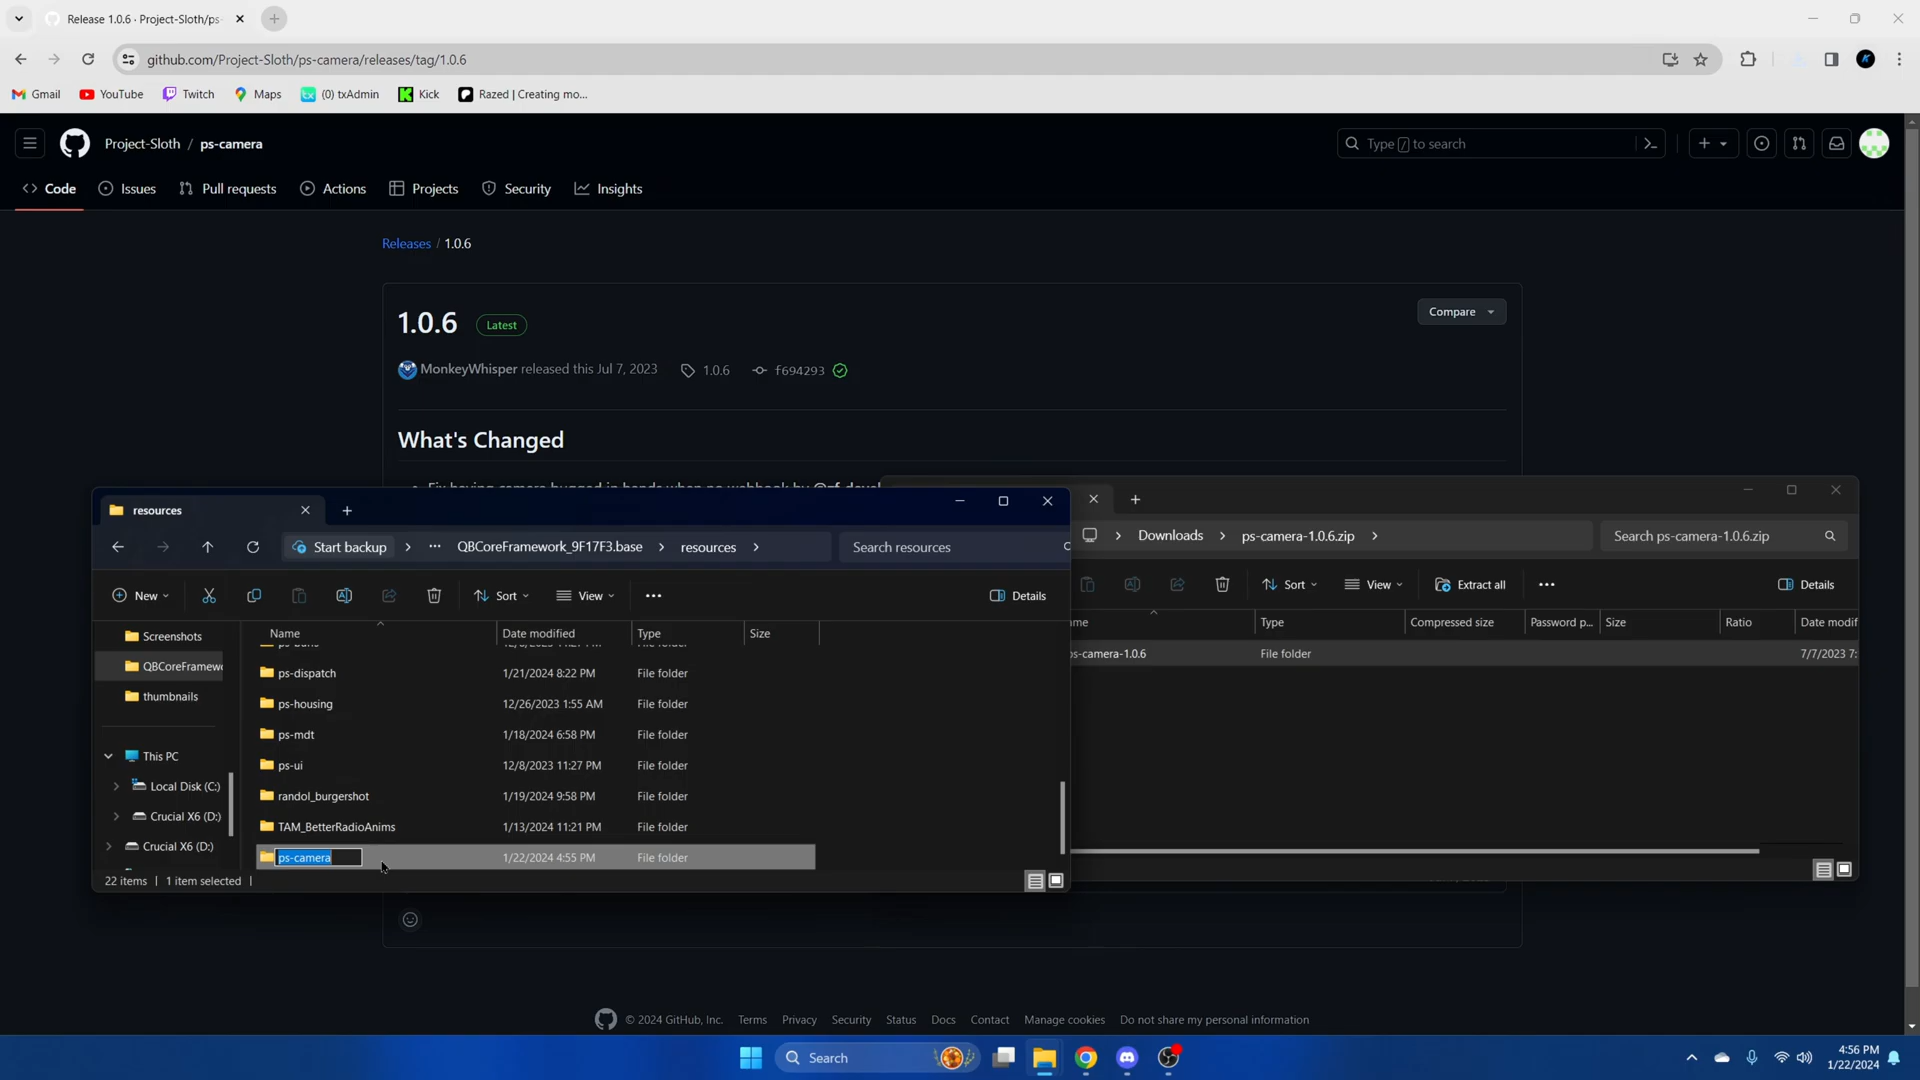 Release 1.0.6 · Project-Sloth/ps-
github.com/Project-Sloth/ps-camera/releases/tag/1.0.6
Gmail YouTube Twitch Maps (0) txAdmin Kick Razed | Creating mo...
Project-Sloth / ps-camera
Type / to search
Code Issues Pull requests Actions Projects Security Insights
Releases / 1.0.6
1.0.6 Latest
Compare
MonkeyWhisper released this Jul 7, 2023 1.0.6 f694293
What's Changed
resources
Start backup ... QBCoreFramework_9F17F3.base resources
Search resources
New Sort View ... Details
Screenshots
QBCoreFramewo
thumbnails
This PC
Local Disk (C:)
Crucial X6 (D:)
Crucial X6 (D:)
Name Date modified Type Size
ps-dispatch 1/21/2024 8:22 PM File folder
ps-housing 12/26/2023 1:55 AM File folder
ps-mdt 1/18/2024 6:58 PM File folder
ps-ui 12/8/2023 11:27 PM File folder
randol_burgershot 1/19/2024 9:58 PM File folder
TAM_BetterRadioAnims 1/13/2024 11:21 PM File folder
ps-camera 1/22/2024 4:55 PM File folder
22 items 1 item selected
Downloads ps-camera-1.0.6.zip
Search ps-camera-1.0.6.zip
Sort View Extract all ... Details
me Type Compressed size Password p... Size Ratio Date modif
ps-camera-1.0.6 File folder 7/7/2023 7:
© 2024 GitHub, Inc. Terms Privacy Security Status Docs Contact Manage cookies Do not share my personal information
Search
4:56 PM
1/22/2024